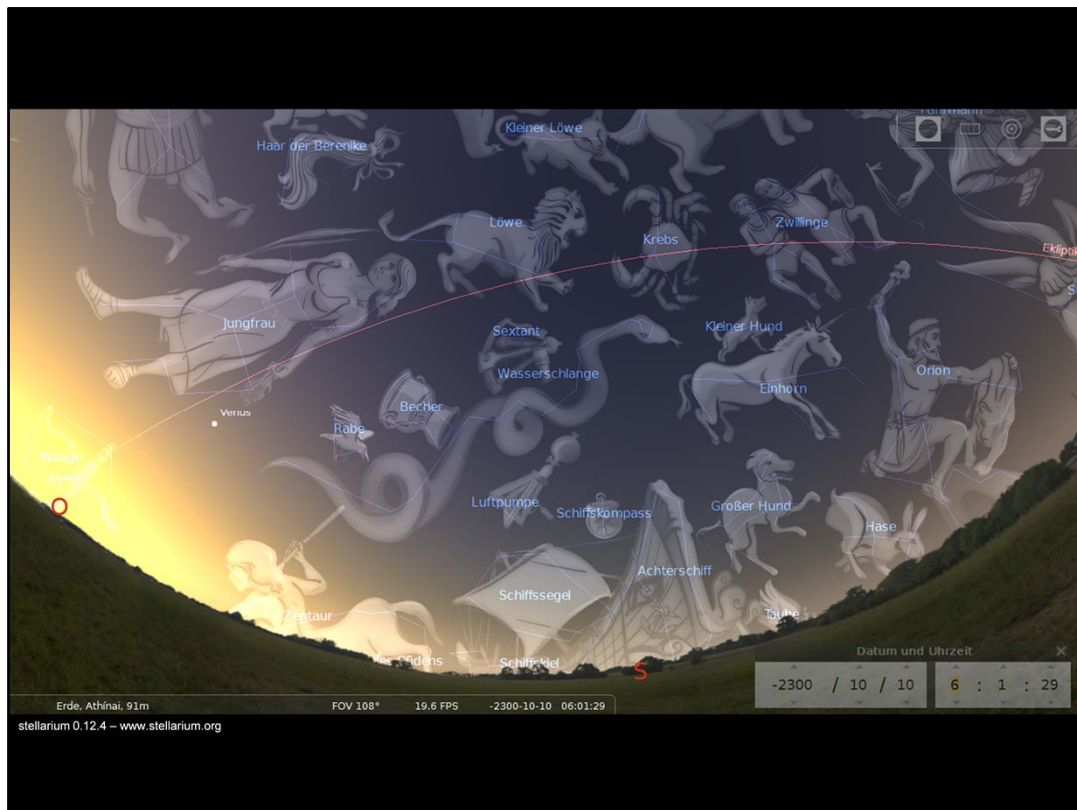 Kleiner Löwe
Haar der Berenike
Löwe
Krebs
Zwillinge
Ekliptik
Jungfrau
Sextant
Kleiner Hund
Wasserschlange
Einhorn
Orion
Becher
Venus
Rabe
Waage
O
Luftpumpe
Schiffskompass
Großer Hund
Hase
Achterschiff
Schiffssegel
Zentaur
Taube
Schiffskiel
S
Datum und Uhrzeit
-2300 / 10 / 10 6 : 1 : 29
Erde, Athínai, 91m FOV 108° 19.6 FPS -2300-10-10 06:01:29
stellarium 0.12.4 – www.stellarium.org